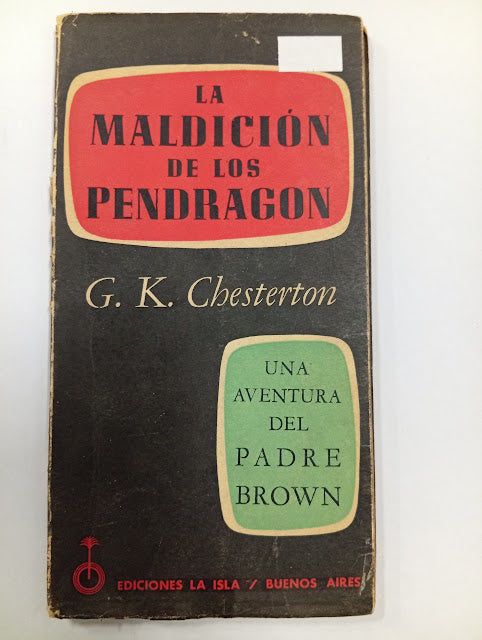 LA
MALDICIÓN
DE LOS
PENDRAGON
G. K. Chesterton
UNA
AVENTURA
DEL
PADRE
BROWN
EDICIONES LA ISLA / BUENOS AIRES